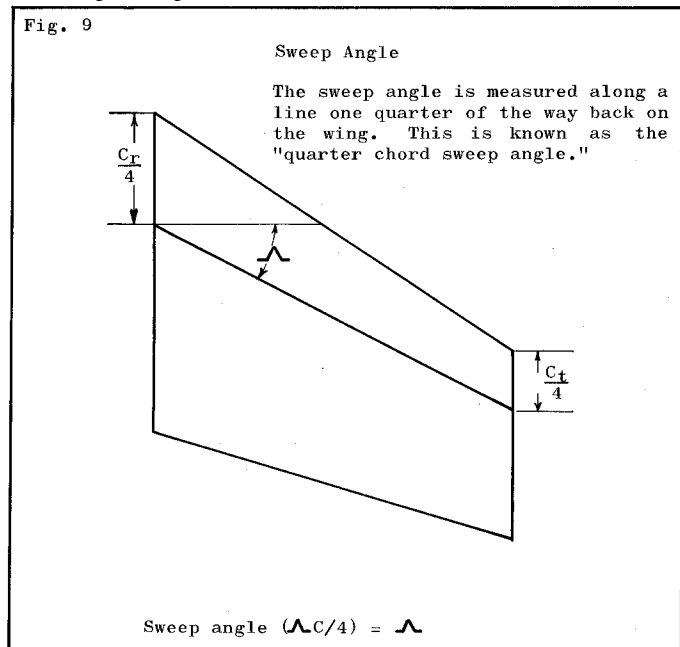 Fig. 9
Sweep Angle
The sweep angle is measured along a
line one quarter of the way back on
the wing. This is known as the
"quarter chord sweep angle."
Cr
4
Λ
Ct
4
Sweep angle (ΛC/4) = Λ